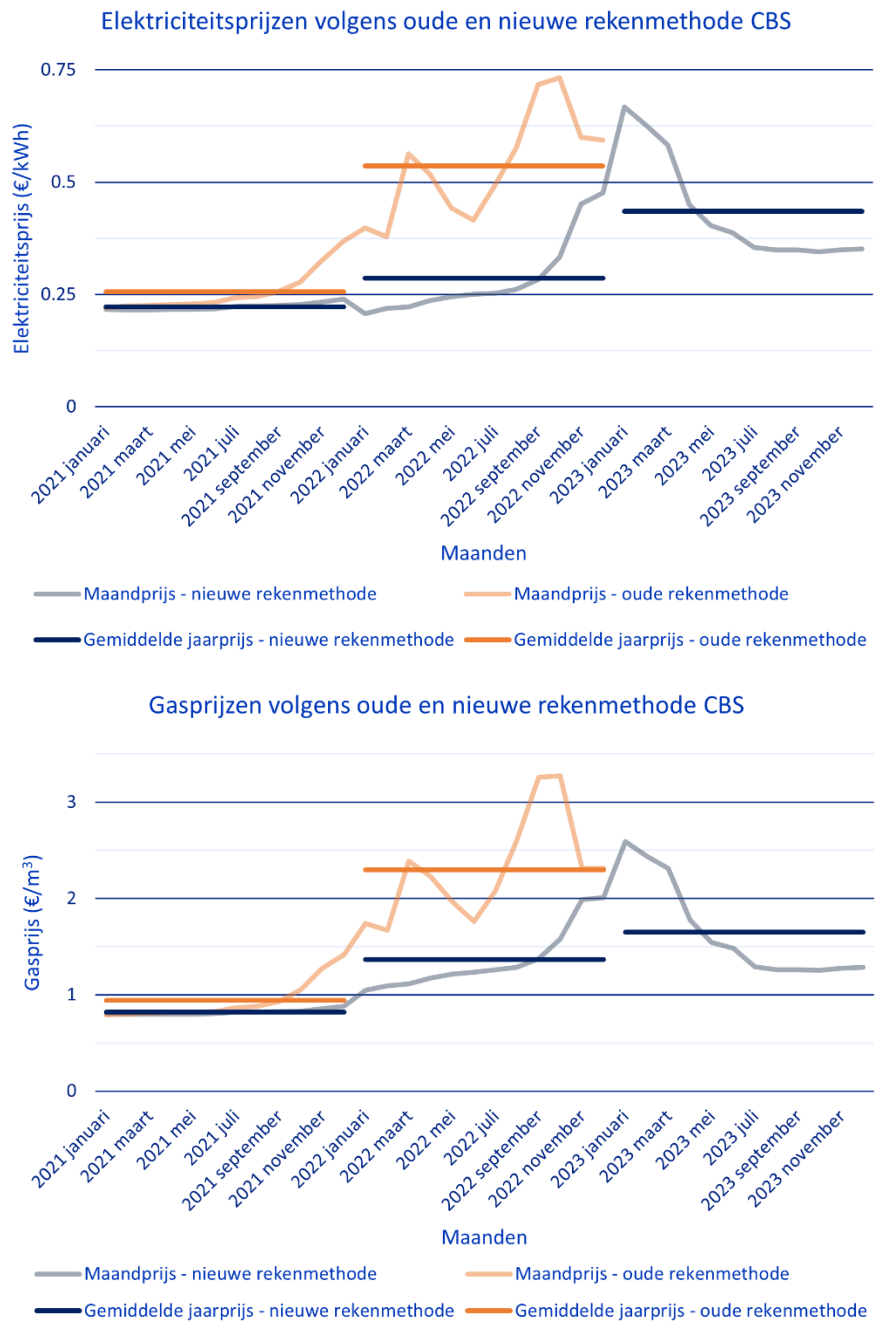 Elektriciteitsprijzen volgens oude en nieuwe rekenmethode CBS
Elektriciteitsprijs (€/kWh)
0.75
0.5
0.25
0
2021 januari
2021 maart
2021 mei
2021 juli
2021 september
2021 november
2022 januari
2022 maart
2022 mei
2022 juli
2022 september
2022 november
2023 januari
2023 maart
2023 mei
2023 juli
2023 september
2023 november
Maanden
Maandprijs - nieuwe rekenmethode
Maandprijs - oude rekenmethode
Gemiddelde jaarprijs - nieuwe rekenmethode
Gemiddelde jaarprijs - oude rekenmethode
Gasprijzen volgens oude en nieuwe rekenmethode CBS
Gasprijs (€/m³)
3
2
1
0
2021 januari
2021 maart
2021 mei
2021 juli
2021 september
2021 november
2022 januari
2022 maart
2022 mei
2022 juli
2022 september
2022 november
2023 januari
2023 maart
2023 mei
2023 juli
2023 september
2023 november
Maanden
Maandprijs - nieuwe rekenmethode
Maandprijs - oude rekenmethode
Gemiddelde jaarprijs - nieuwe rekenmethode
Gemiddelde jaarprijs - oude rekenmethode